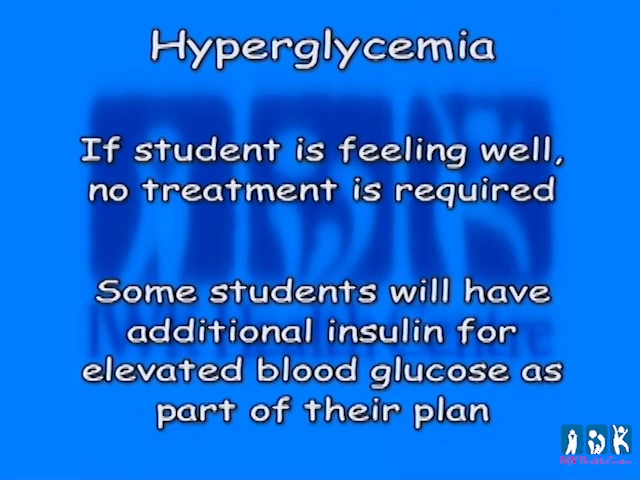 Hyperglycemia
If student is feeling well,
no treatment is required
Some students will have
additional insulin for
elevated blood glucose as
part of their plan